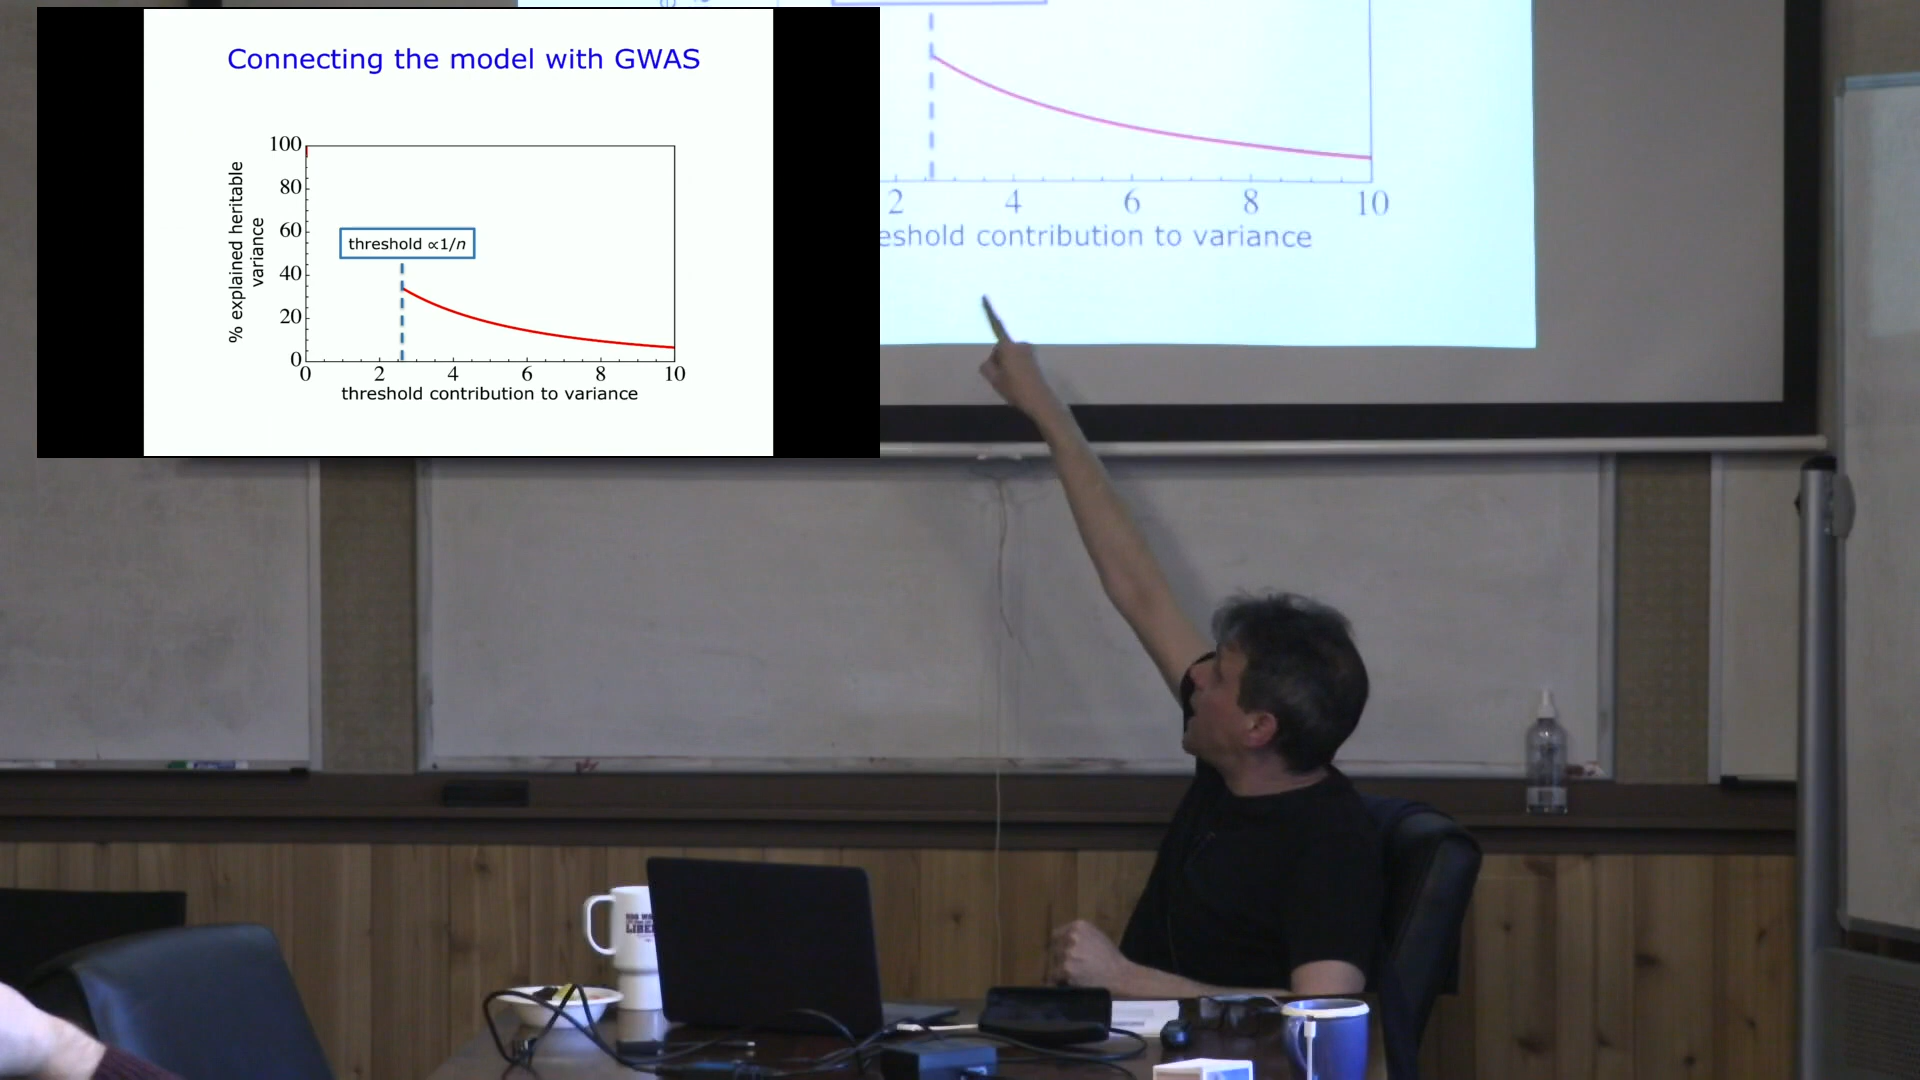 Connecting the model with GWAS
100
80
60
40
20
0
% explained heritable
variance
threshold ∝1/n
0 2 4 6 8 10
threshold contribution to variance
2 4 6 8 10
eshold contribution to variance